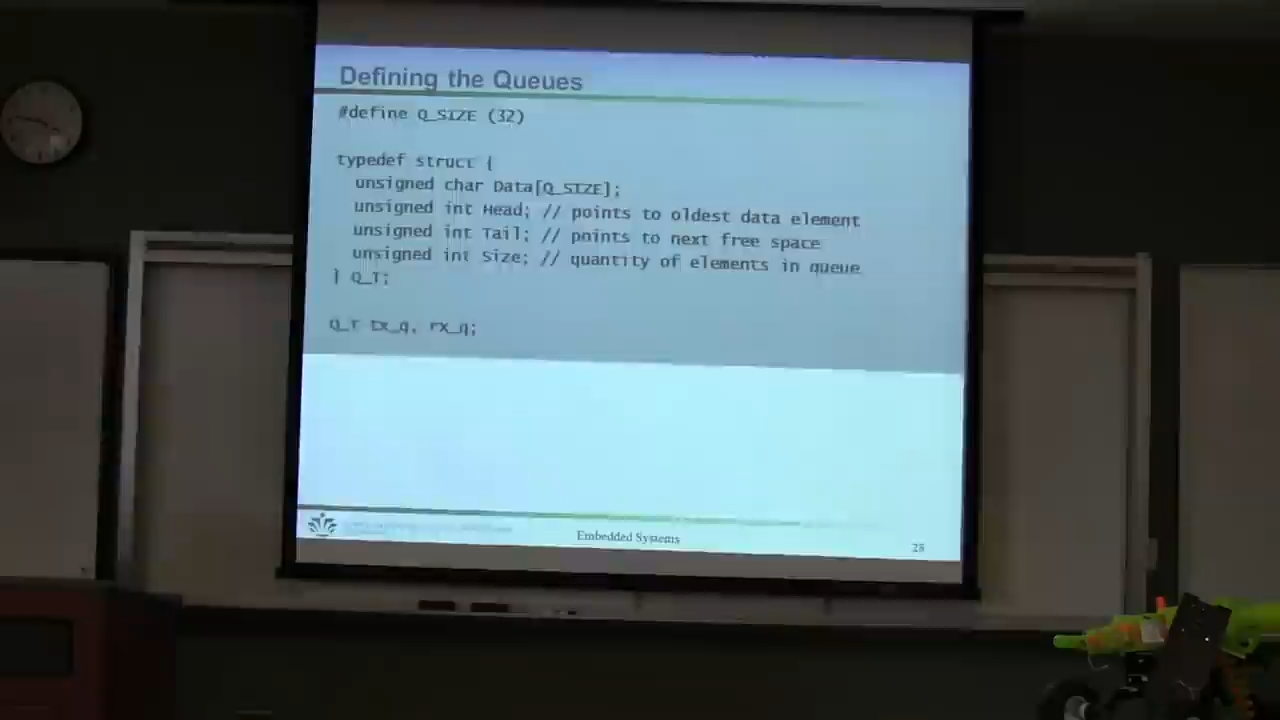 Defining the Queues
#define Q_SIZE (32)
typedef struct {
unsigned char Data[Q_SIZE];
unsigned int Head; // points to oldest data element
unsigned int Tail; // points to next free space
unsigned int Size; // quantity of elements in queue
} Q_T;
Q_T tx_q, rx_q;
Embedded Systems